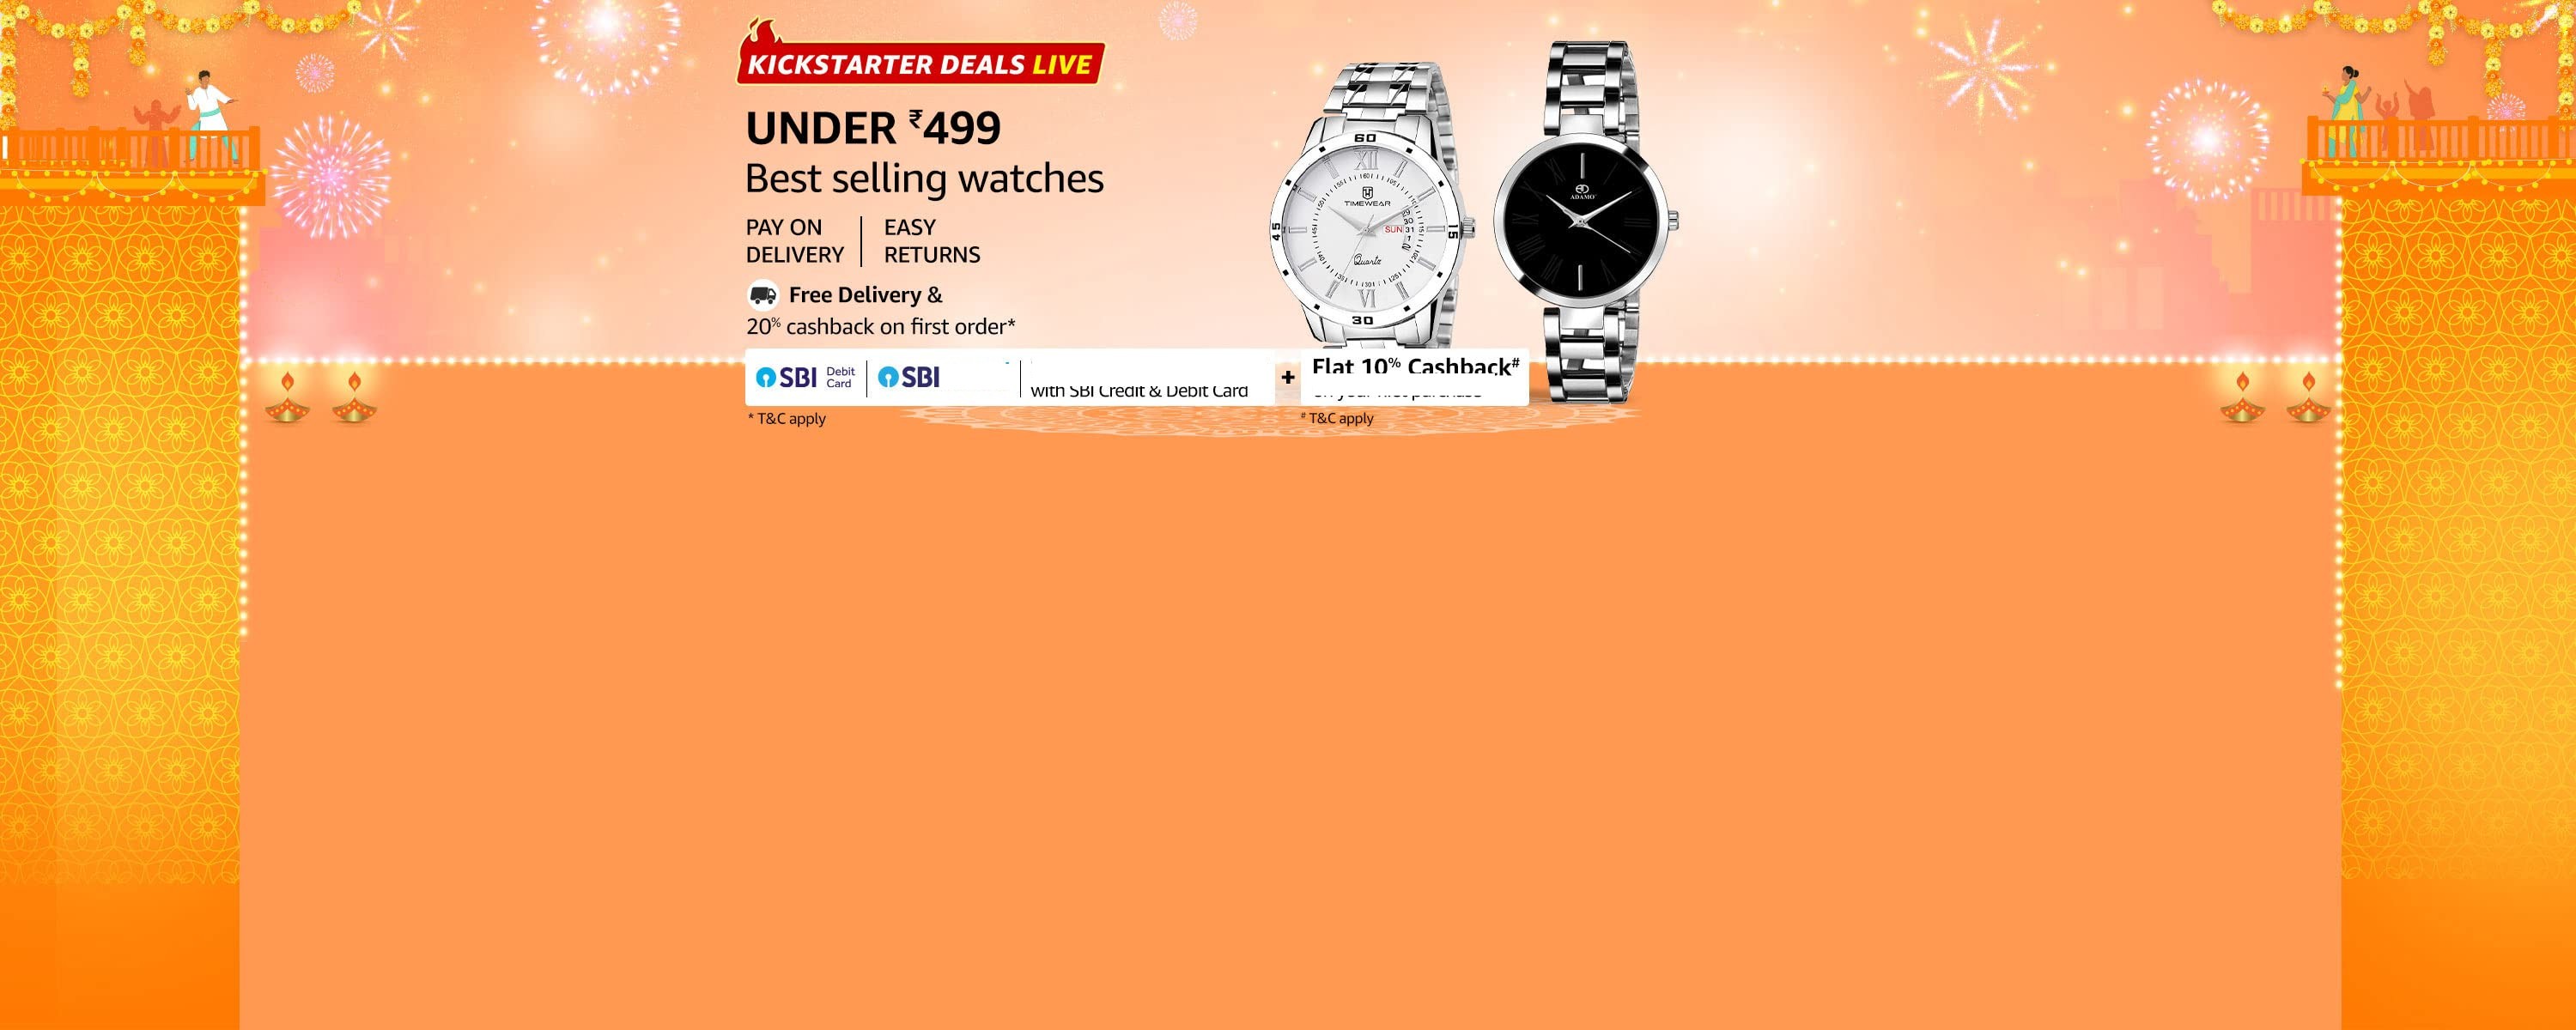 KICKSTARTER DEALS LIVE
UNDER ₹499
Best selling watches
PAY ON
DELIVERY
EASY
RETURNS
Free Delivery &
20% cashback on first order*
SBI Debit
Card
SBI
with SBI Credit & Debit Card
+
Flat 10% Cashback#
* T&C apply
# T&C apply
60
XII
TIMEWEAR
45
SUN 31
15
Quartz
VI
30
ADAMO